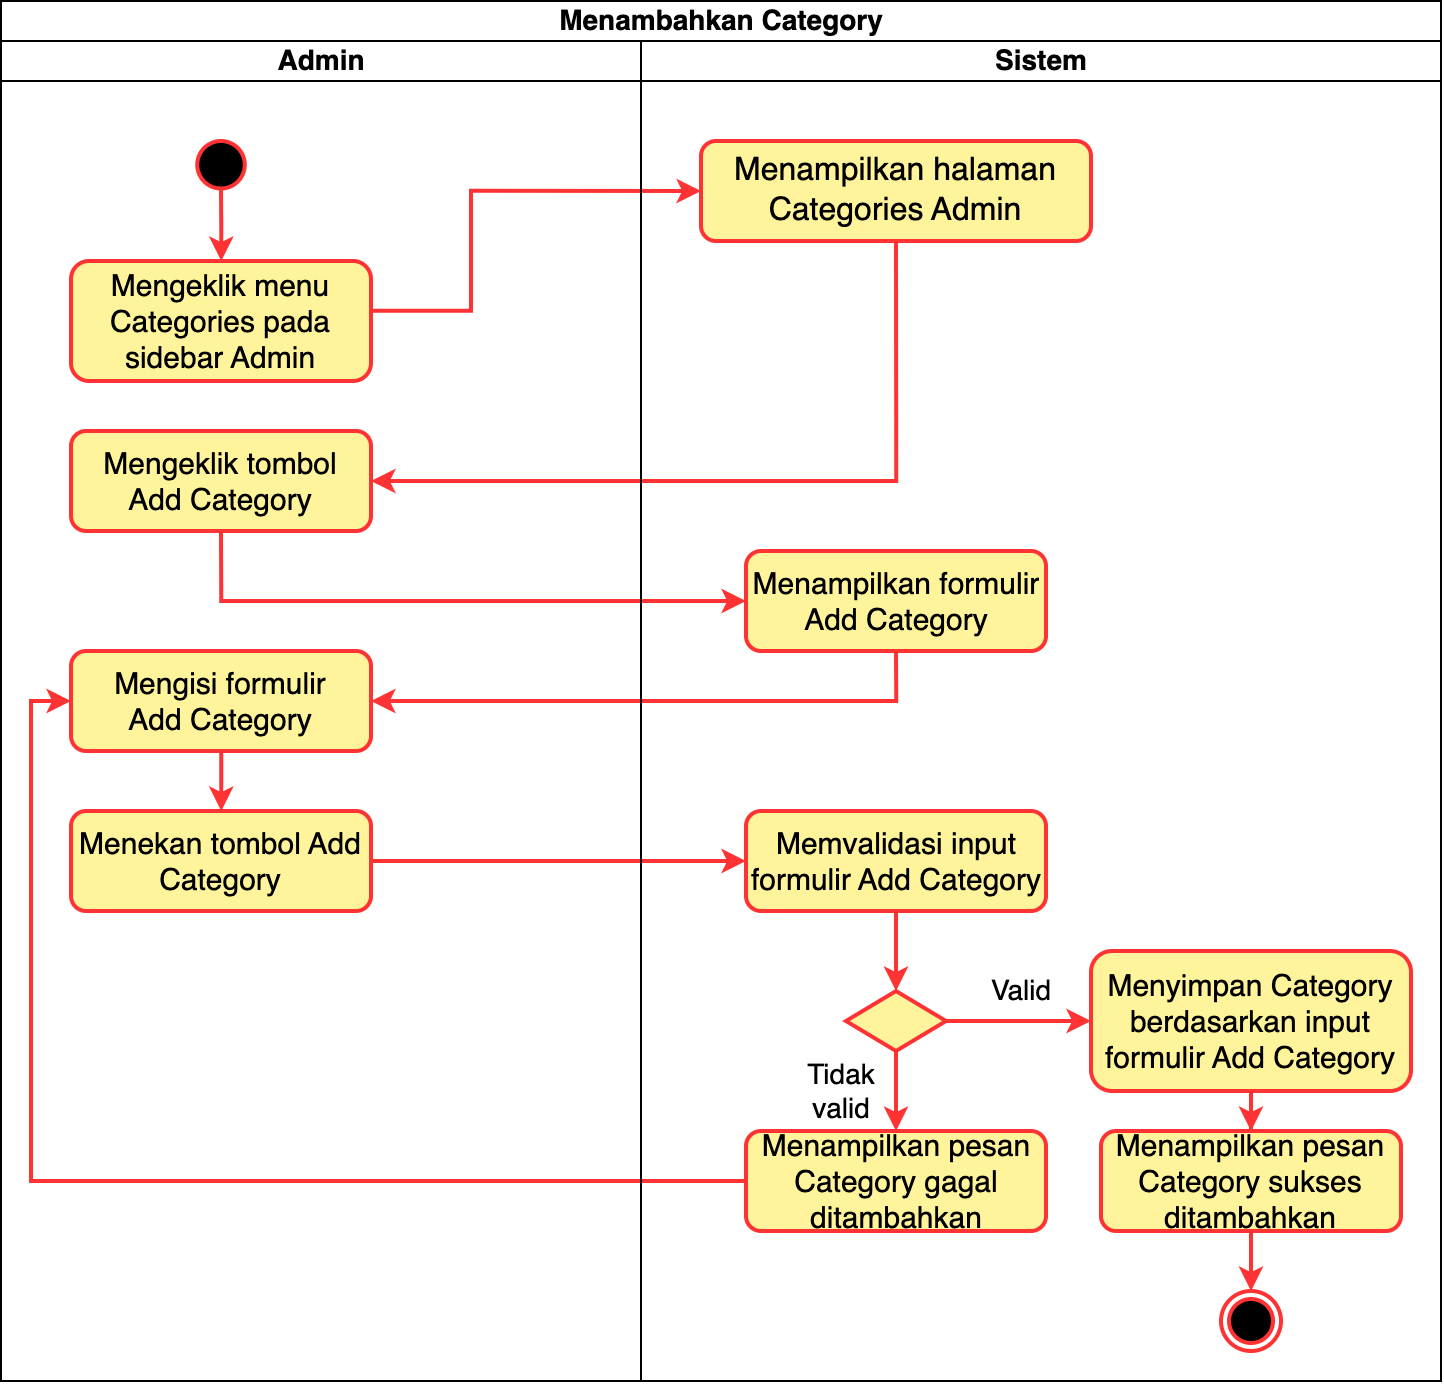 Menambahkan Category
Admin
Sistem
Menampilkan halaman
Categories Admin
Mengeklik menu
Categories pada
sidebar Admin
Mengeklik tombol
Add Category
Menampilkan formulir
Add Category
Mengisi formulir
Add Category
Menekan tombol Add
Category
Memvalidasi input
formulir Add Category
Valid
Menyimpan Category
berdasarkan input
formulir Add Category
Tidak
valid
Menampilkan pesan
Category gagal
ditambahkan
Menampilkan pesan
Category sukses
ditambahkan